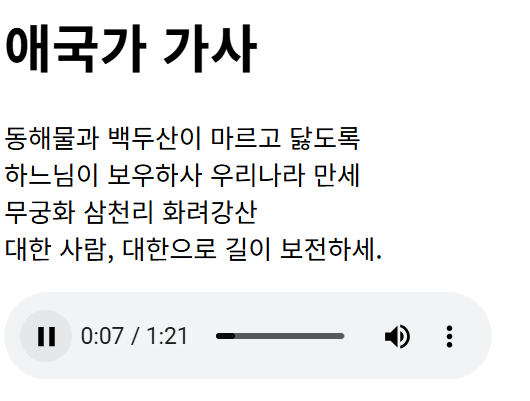 애국가 가사
동해물과 백두산이 마르고 닳도록
하느님이 보우하사 우리나라 만세
무궁화 삼천리 화려강산
대한 사람, 대한으로 길이 보전하세.
0:07 / 1:21